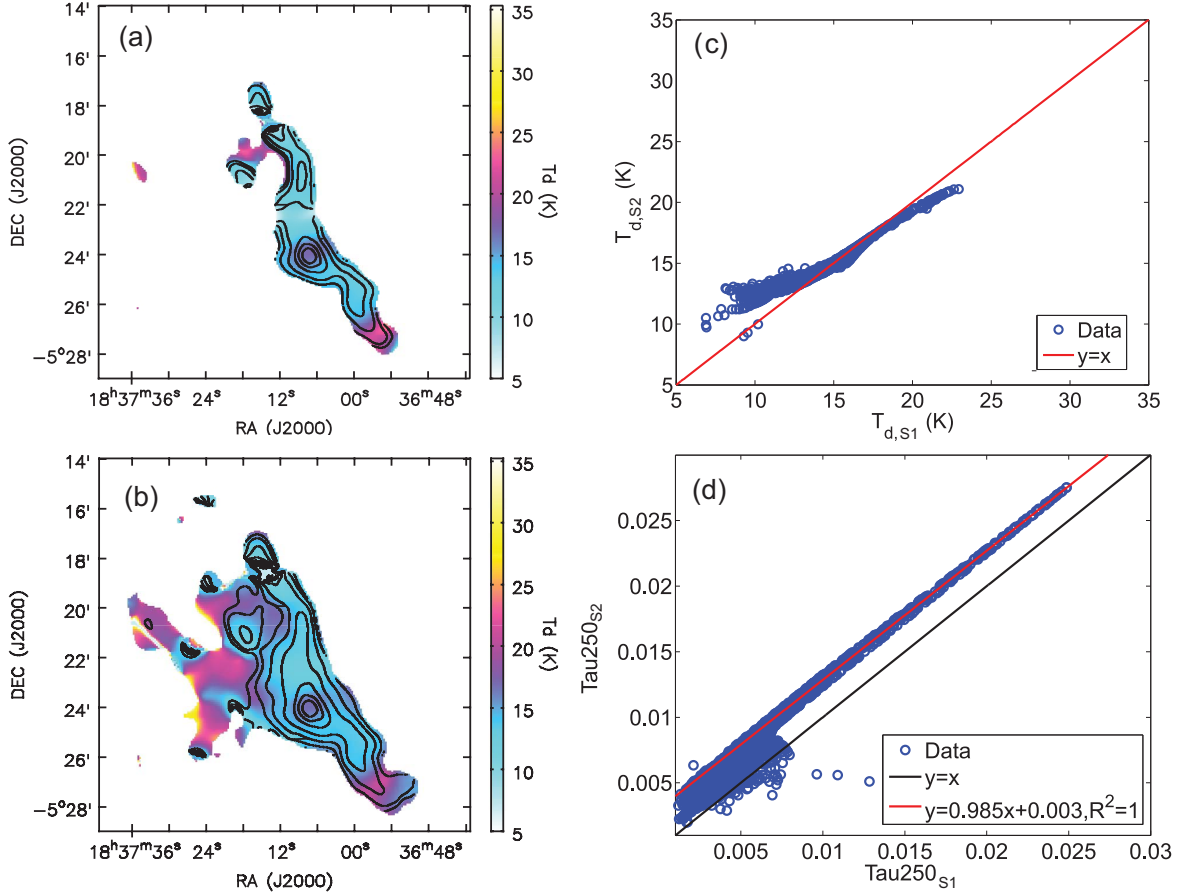 (a)
14'
16'
18'
20'
22'
24'
26'
−5°28'
DEC (J2000)
18h37m36s 24s 12s 00s 36m48s
RA (J2000)
35
30
25
20
15
10
5
Td (K)
(b)
14'
16'
18'
20'
22'
24'
26'
−5°28'
DEC (J2000)
18h37m36s 24s 12s 00s 36m48s
RA (J2000)
35
30
25
20
15
10
5
Td (K)
(c)
35
30
25
20
15
10
5
Td,S2 (K)
Data
y=x
5 10 15 20 25 30 35
Td,S1 (K)
(d)
0.025
0.02
0.015
0.01
0.005
Tau250S2
Data
y=x
y=0.985x+0.003,R2=1
0.005 0.01 0.015 0.02 0.025 0.03
Tau250S1